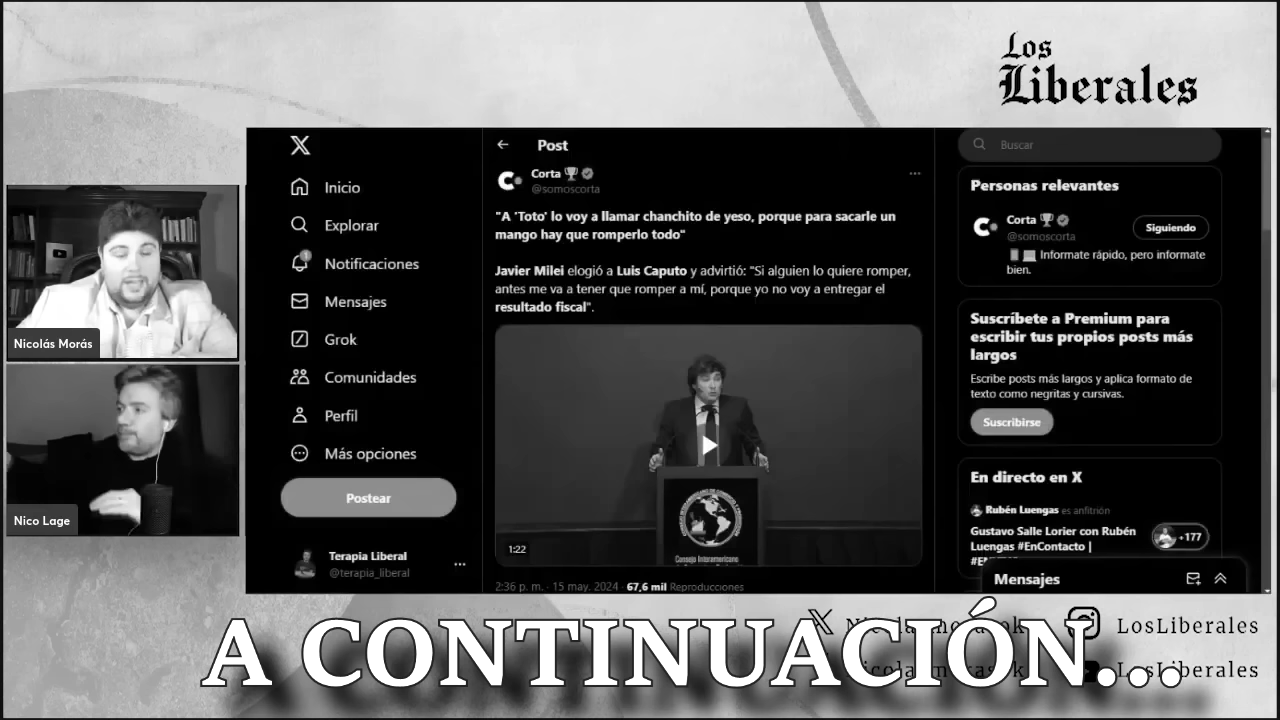 Los
Liberales
Nicolás Morás
Nico Lage
X
Inicio
Explorar
1
Notificaciones
Mensajes
Grok
Comunidades
Perfil
Más opciones
Postear
Terapia Liberal
@terapia_liberal
Post
Corta
@somoscorta
"A 'Toto' lo voy a llamar chanchito de yeso, porque para sacarle un
mango hay que romperlo todo"
Javier Milei elogió a Luis Caputo y advirtió: "Si alguien lo quiere romper,
antes me va a tener que romper a mí, porque yo no voy a entregar el
resultado fiscal".
Consejo Interamericano
1:22
2:36 p. m. · 15 may. 2024 · 67,6 mil Reproducciones
Buscar
Personas relevantes
Corta
@somoscorta
Siguiendo
Informate rápido, pero informate
bien.
Suscríbete a Premium para
escribir tus propios posts más
largos
Escribe posts más largos y aplica formato de
texto como negritas y cursivas.
Suscribirse
En directo en X
Rubén Luengas es anfitrión
Gustavo Salle Lorier con Rubén
Luengas #EnContacto |
+177
Mensajes
LosLiberales
LosLiberales
A CONTINUACIÓN...